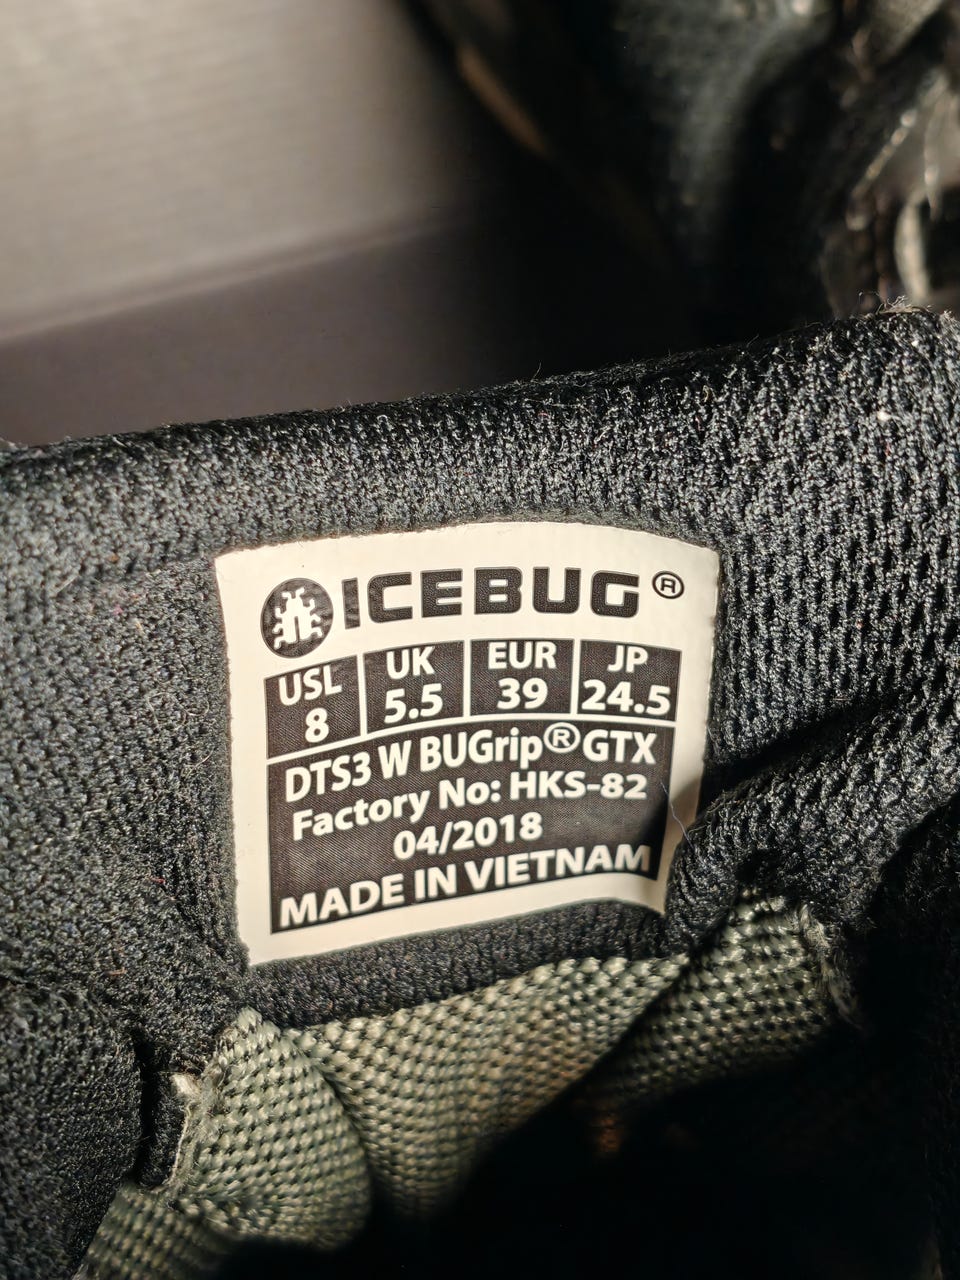 ICEBUG®
USL UK EUR JP
8 5.5 39 24.5
DTS3 W BUGrip® GTX
Factory No: HKS-82
04/2018
MADE IN VIETNAM